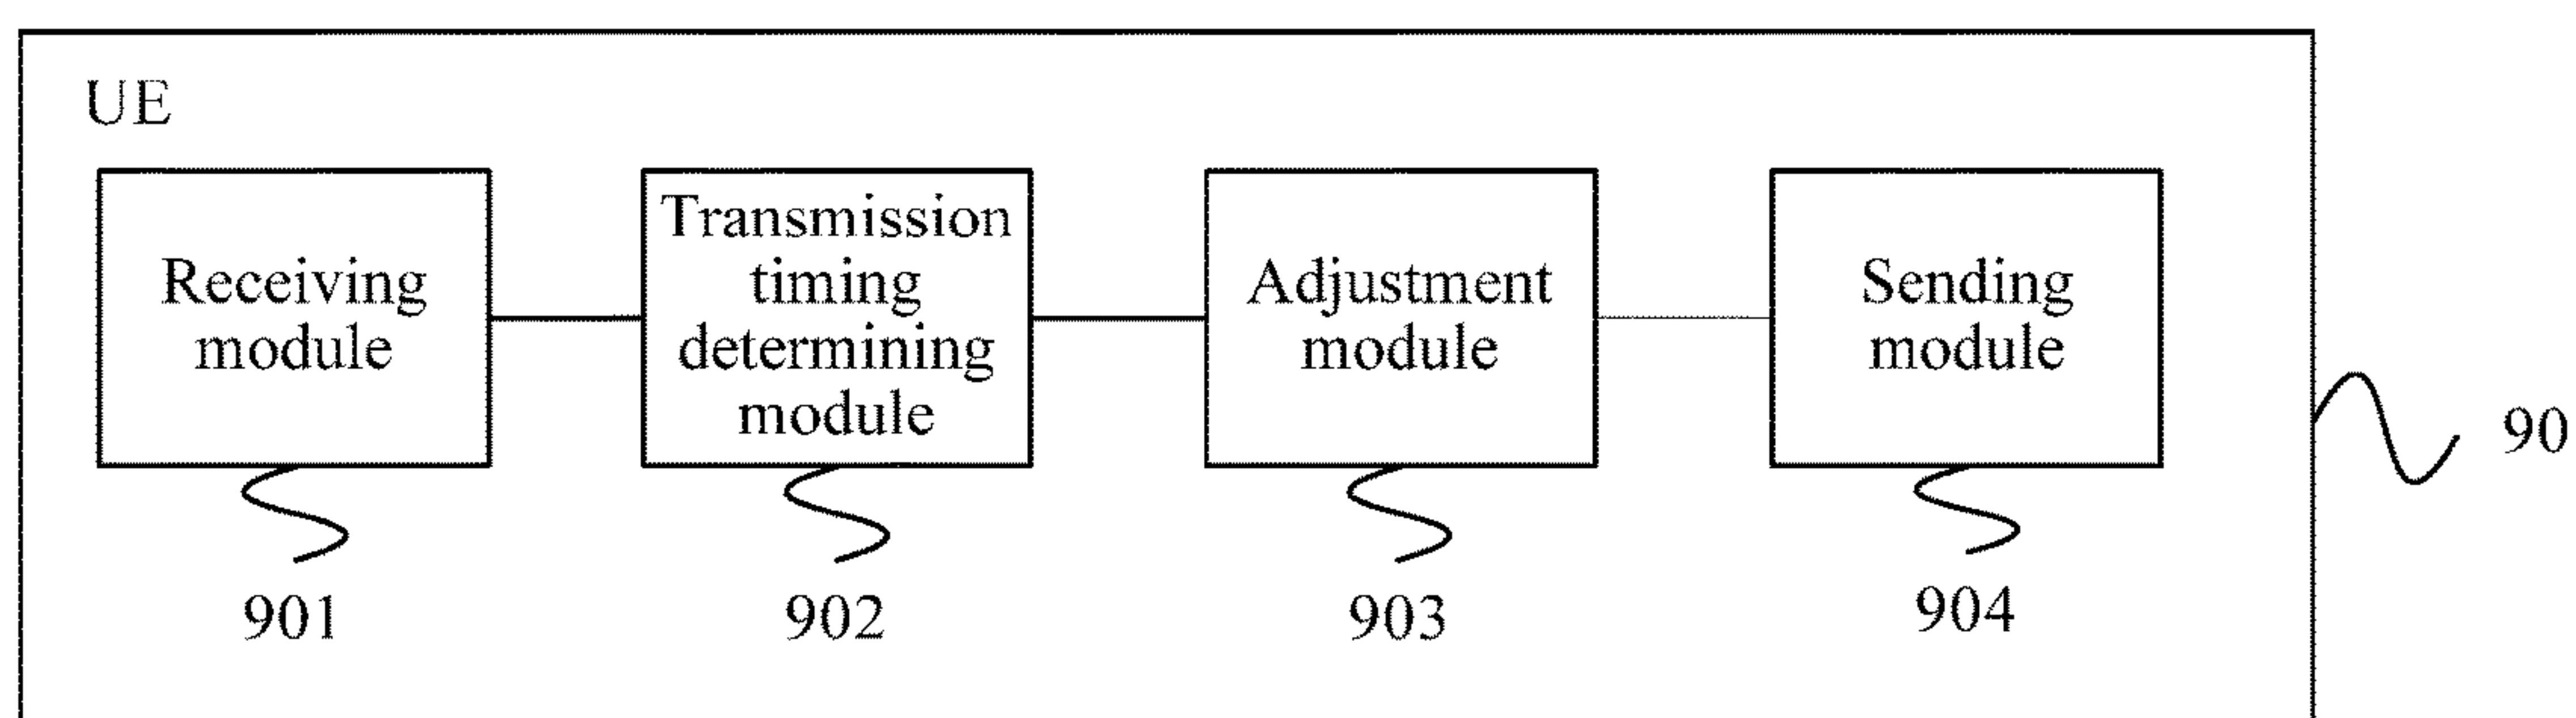 UE
Receiving
module
Transmission
timing
determining
module
Adjustment
module
Sending
module
90
901
902
903
904